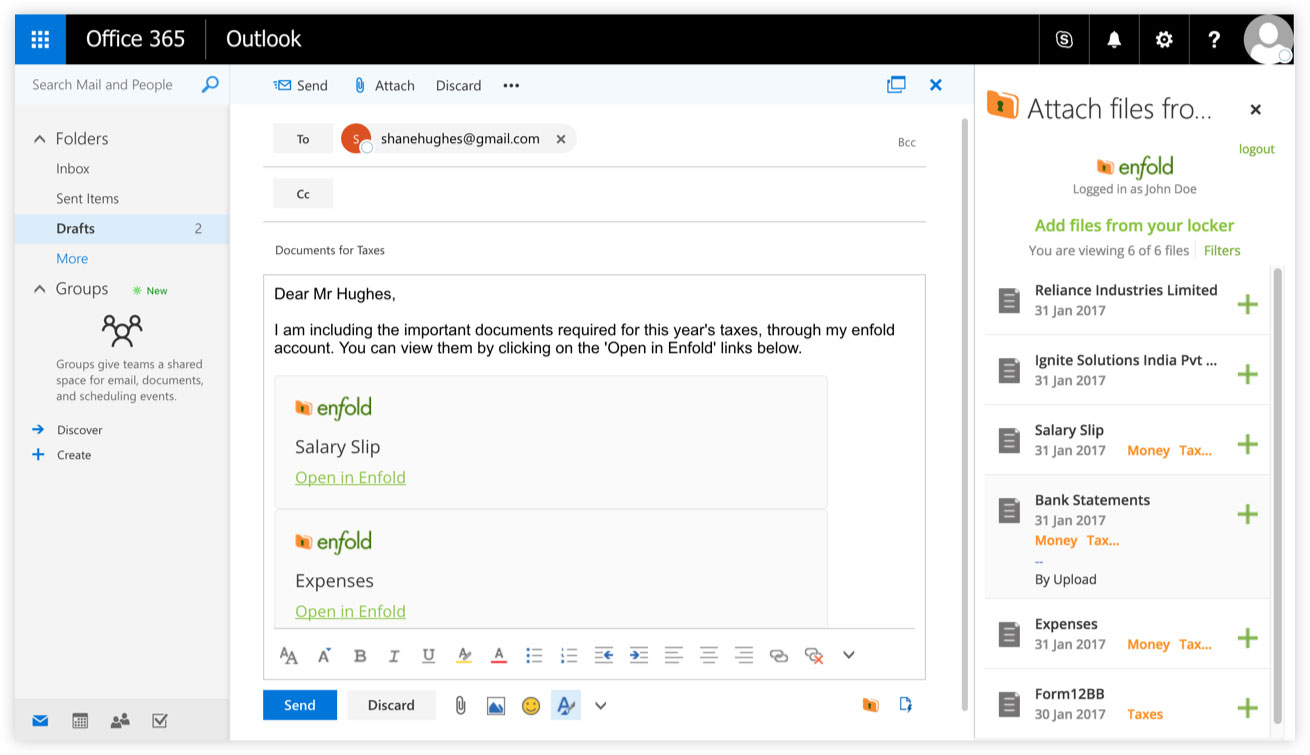 Office 365
Outlook
Search Mail and People
Folders
Inbox
Sent Items
Drafts 2
More
Groups New
Groups give teams a shared
space for email, documents,
and scheduling events.
Discover
Create
Send Attach Discard •••
To S shanehughes@gmail.com Bcc
Cc
Documents for Taxes
Dear Mr Hughes,
I am including the important documents required for this year's taxes, through my enfold
account. You can view them by clicking on the 'Open in Enfold' links below.
enfold
Salary Slip
Open in Enfold
enfold
Expenses
Open in Enfold
Send Discard
Attach files fro...
logout
enfold
Logged in as John Doe
Add files from your locker
You are viewing 6 of 6 files Filters
Reliance Industries Limited
31 Jan 2017
Ignite Solutions India Pvt ...
31 Jan 2017
Salary Slip
31 Jan 2017 Money Tax...
Bank Statements
31 Jan 2017
Money Tax...
--
By Upload
Expenses
31 Jan 2017 Money Tax...
Form12BB
30 Jan 2017 Taxes